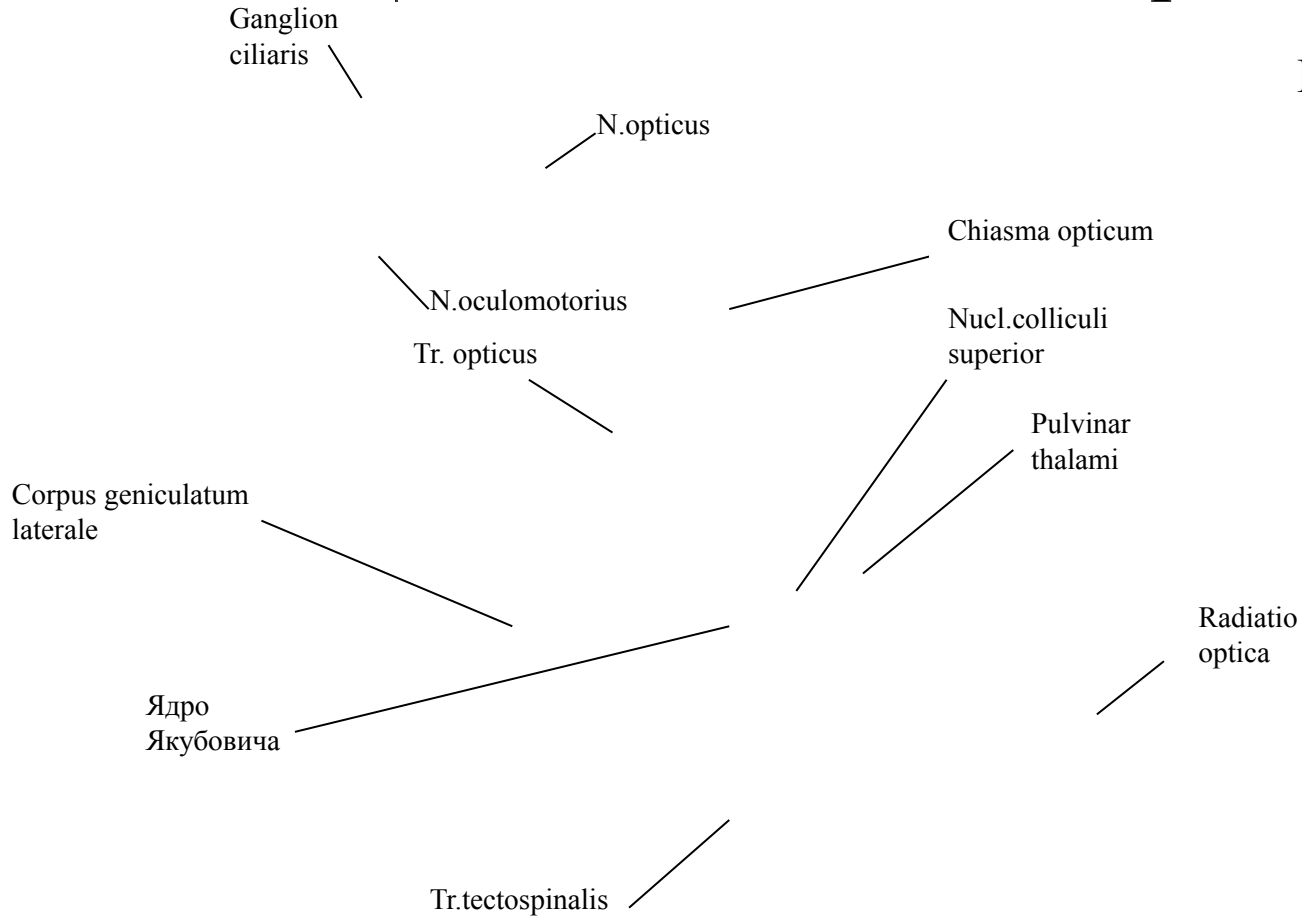 Ganglion
ciliaris
N.opticus
Chiasma opticum
N.oculomotorius
Nucl.colliculi
superior
Tr. opticus
Pulvinar
thalami
Corpus geniculatum
laterale
Radiatio
optica
Ядро
Якубовича
Tr.tectospinalis